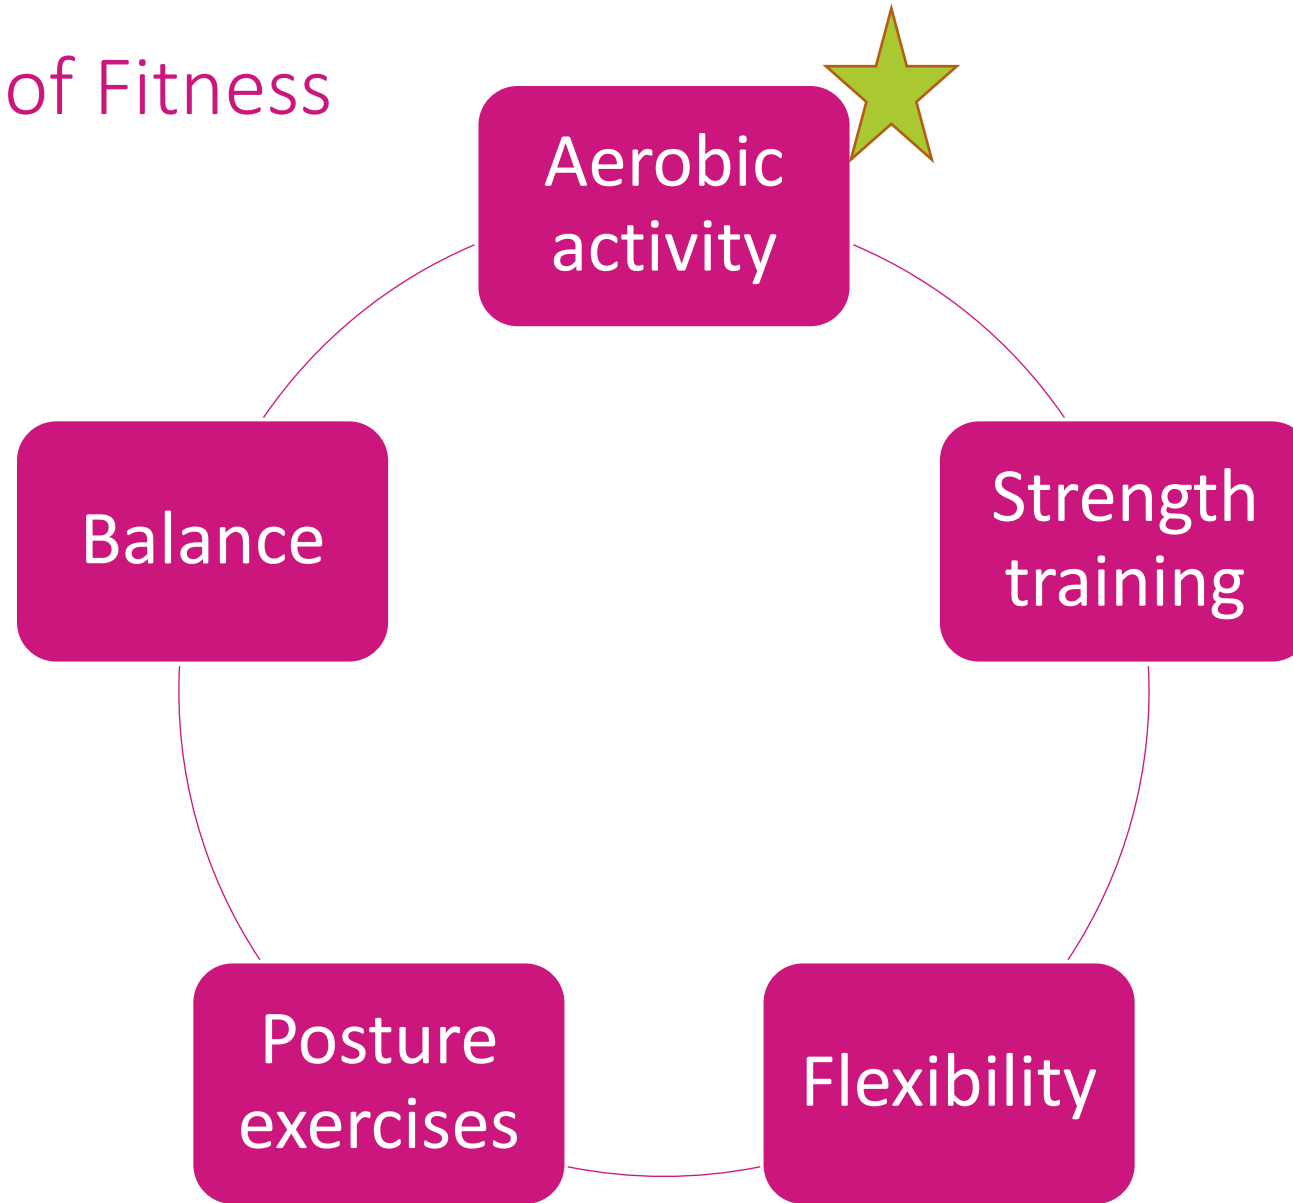 of Fitness
Aerobic
activity
Strength
training
Flexibility
Posture
exercises
Balance